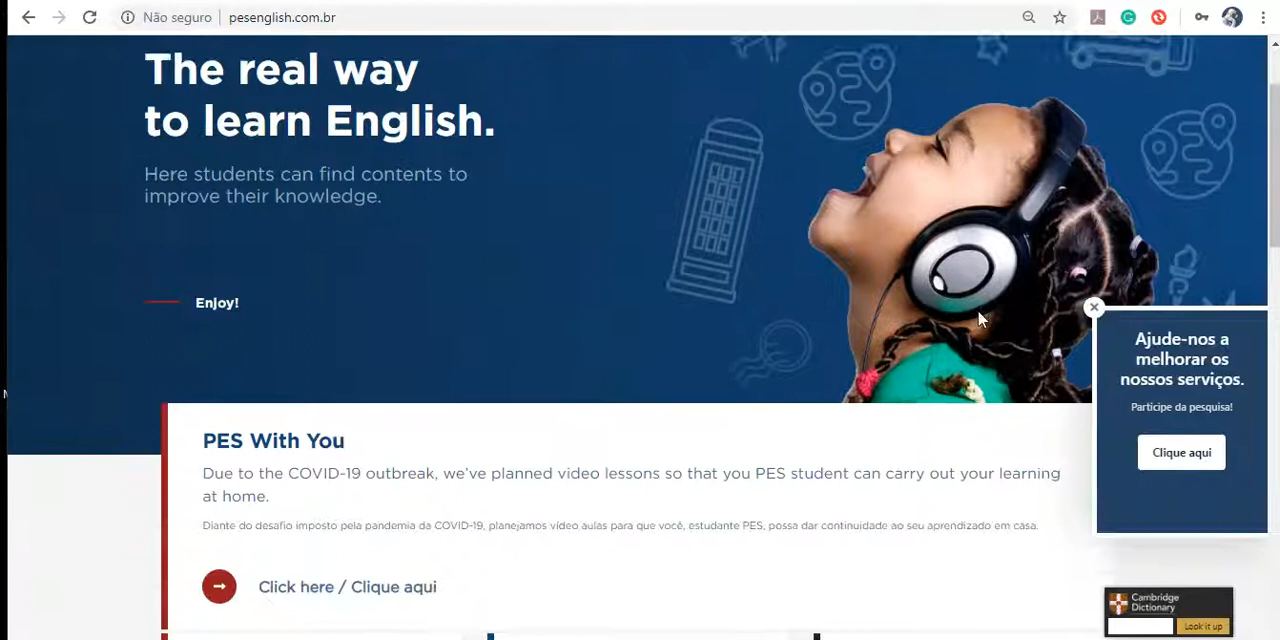 Não seguro
pesenglish.com.br
The real way
to learn English.
Here students can find contents to
improve their knowledge.
Enjoy!
Ajude-nos a
melhorar os
nossos serviços.
Participe da pesquisa!
Clique aqui
PES With You
Due to the COVID-19 outbreak, we've planned video lessons so that you PES student can carry out your learning
at home.
Diante do desafio imposto pela pandemia da COVID-19, planejamos vídeo aulas para que você, estudante PES, possa dar continuidade ao seu aprendizado em casa.
Click here / Clique aqui
Cambridge
Dictionary
Look it up